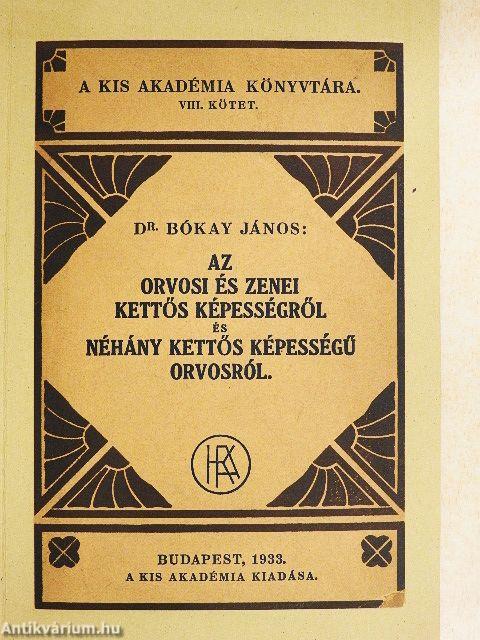 A KIS AKADÉMIA KÖNYVTÁRA.
VIII. KÖTET.
DR. BÓKAY JÁNOS:
AZ
ORVOSI ÉS ZENEI
KETTŐS KÉPESSÉGRŐL
ÉS
NÉHÁNY KETTŐS KÉPESSÉGŰ
ORVOSRÓL.
BUDAPEST, 1933.
A KIS AKADÉMIA KIADÁSA.
Antikvárium.hu